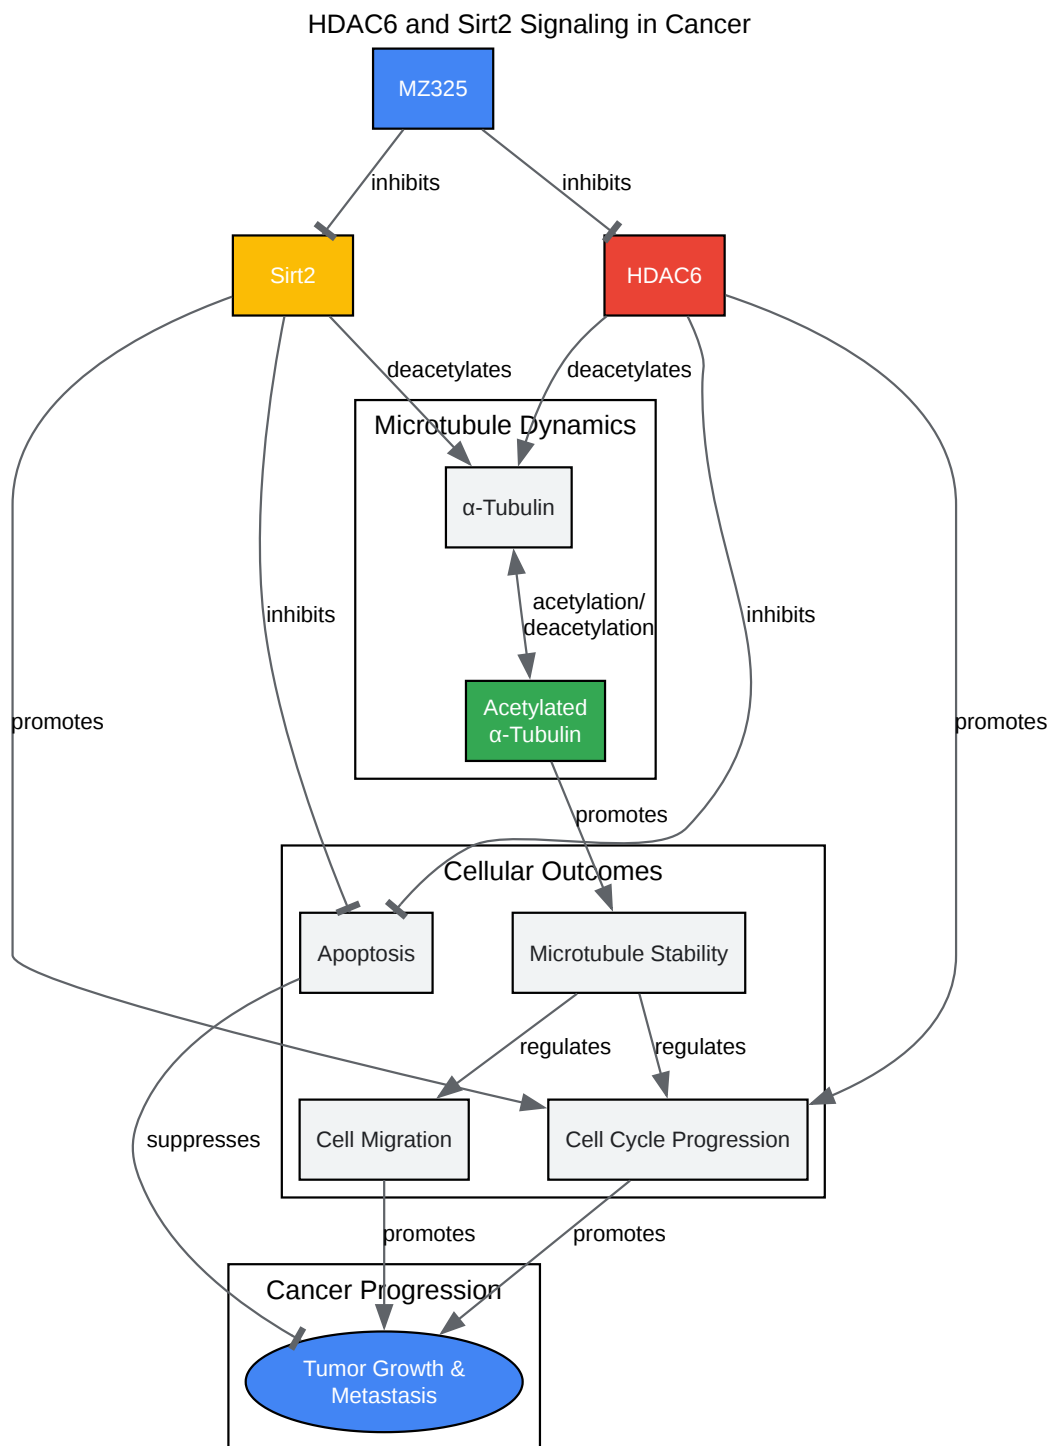 HDAC6 and Sirt2 Signaling in Cancer
MZ325
inhibits
inhibits
Sirt2
HDAC6
deacetylates
deacetylates
Microtubule Dynamics
α-Tubulin
acetylation/
deacetylation
inhibits
inhibits
Acetylated
α-Tubulin
promotes
promotes
promotes
Cellular Outcomes
Apoptosis
Microtubule Stability
regulates
regulates
Cell Migration
Cell Cycle Progression
suppresses
promotes
promotes
Cancer Progression
Tumor Growth &
Metastasis